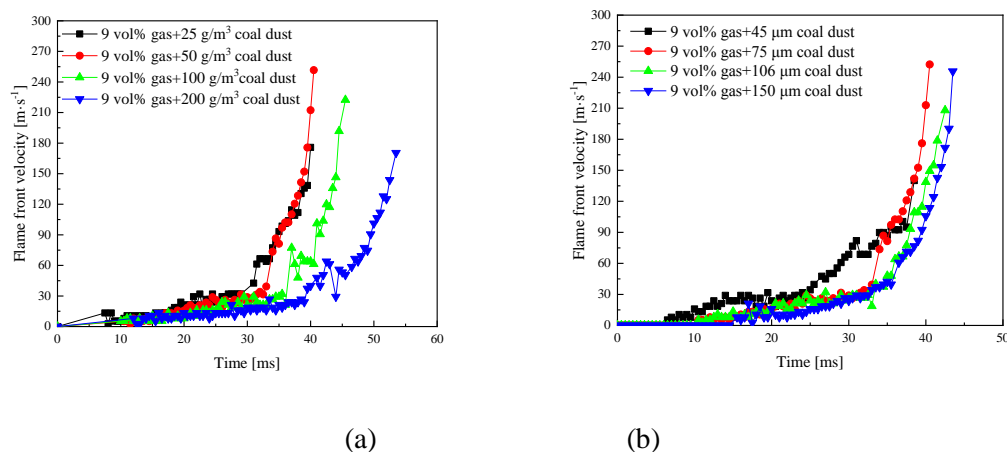 300
270
240
210
180
150
120
90
60
30
0
Flame front velocity [m·s⁻¹]
9 vol% gas+25 g/m³ coal dust
9 vol% gas+50 g/m³ coal dust
9 vol% gas+100 g/m³coal dust
9 vol% gas+200 g/m³ coal dust
0 10 20 30 40 50 60
Time [ms]
300
270
240
210
180
150
120
90
60
30
0
Flame front velocity [m·s⁻¹]
9 vol% gas+45 μm coal dust
9 vol% gas+75 μm coal dust
9 vol% gas+106 μm coal dust
9 vol% gas+150 μm coal dust
0 10 20 30 40 50
Time [ms]
(a) (b)